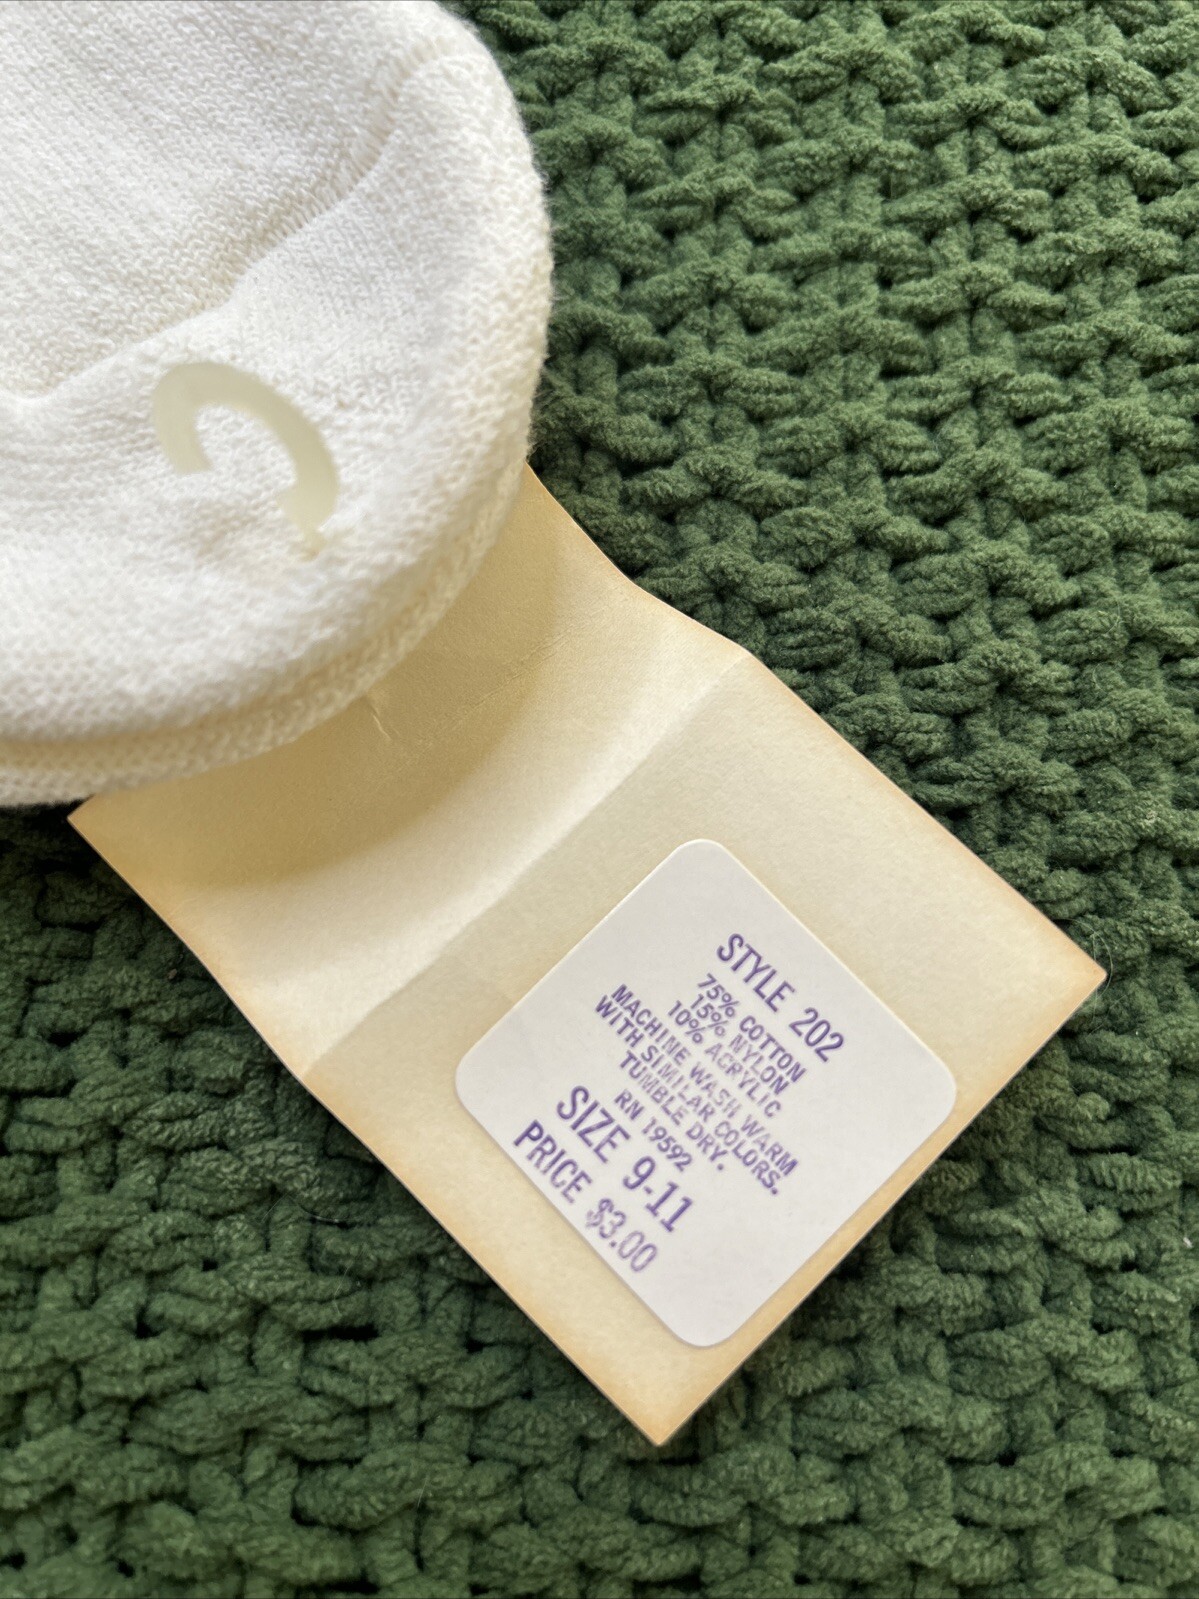 STYLE 202
75% COTTON
15% NYLON
10% ACRYLIC
MACHINE WASH WARM
WITH SIMILAR COLORS.
TUMBLE DRY.
RN 19592
SIZE 9-11
PRICE $3.00